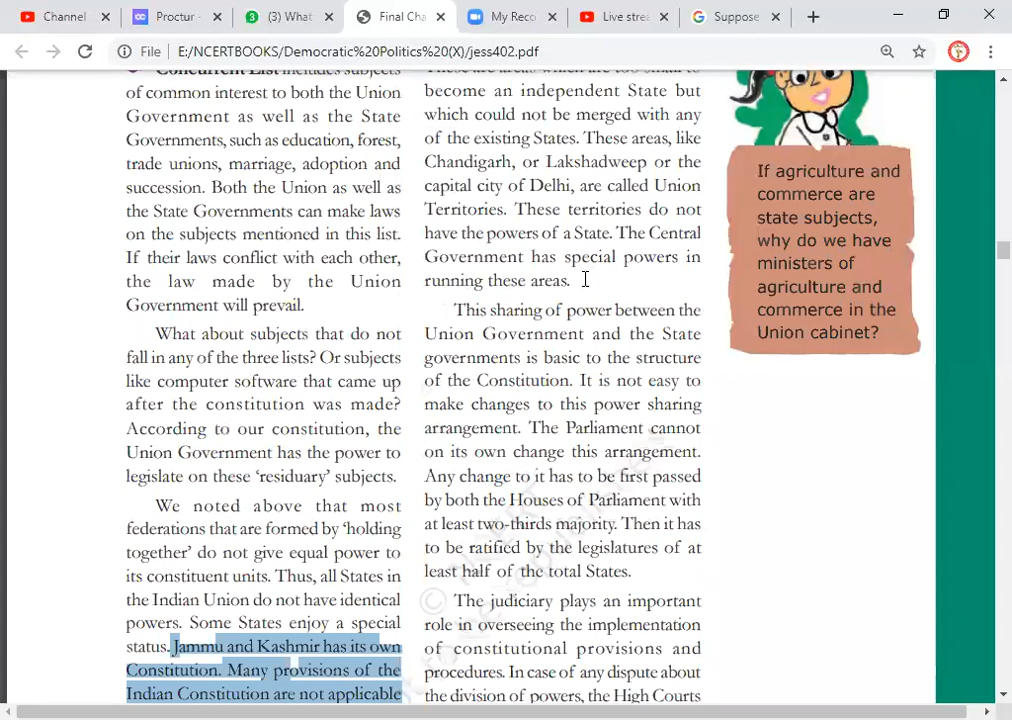 Channel
Proctur -
(3) What
Final Cha
My Reco
Live stre
Suppose
File
E:/NCERTBOOKS/Democratic%20Politics%20(X)/jess402.pdf
Concurrent List includes subjects
of common interest to both the Union
Government as well as the State
Governments, such as education, forest,
trade unions, marriage, adoption and
succession. Both the Union as well as
the State Governments can make laws
on the subjects mentioned in this list.
If their laws conflict with each other,
the law made by the Union
Government will prevail.
What about subjects that do not
fall in any of the three lists? Or subjects
like computer software that came up
after the constitution was made?
According to our constitution, the
Union Government has the power to
legislate on these ‘residuary’ subjects.
We noted above that most
federations that are formed by ‘holding
together’ do not give equal power to
its constituent units. Thus, all States in
the Indian Union do not have identical
powers. Some States enjoy a special
status. Jammu and Kashmir has its own
Constitution. Many provisions of the
Indian Constitution are not applicable
These are areas which are too small to
become an independent State but
which could not be merged with any
of the existing States. These areas, like
Chandigarh, or Lakshadweep or the
capital city of Delhi, are called Union
Territories. These territories do not
have the powers of a State. The Central
Government has special powers in
running these areas.
This sharing of power between the
Union Government and the State
governments is basic to the structure
of the Constitution. It is not easy to
make changes to this power sharing
arrangement. The Parliament cannot
on its own change this arrangement.
Any change to it has to be first passed
by both the Houses of Parliament with
at least two-thirds majority. Then it has
to be ratified by the legislatures of at
least half of the total States.
The judiciary plays an important
role in overseeing the implementation
of constitutional provisions and
procedures. In case of any dispute about
the division of powers, the High Courts
If agriculture and
commerce are
state subjects,
why do we have
ministers of
agriculture and
commerce in the
Union cabinet?